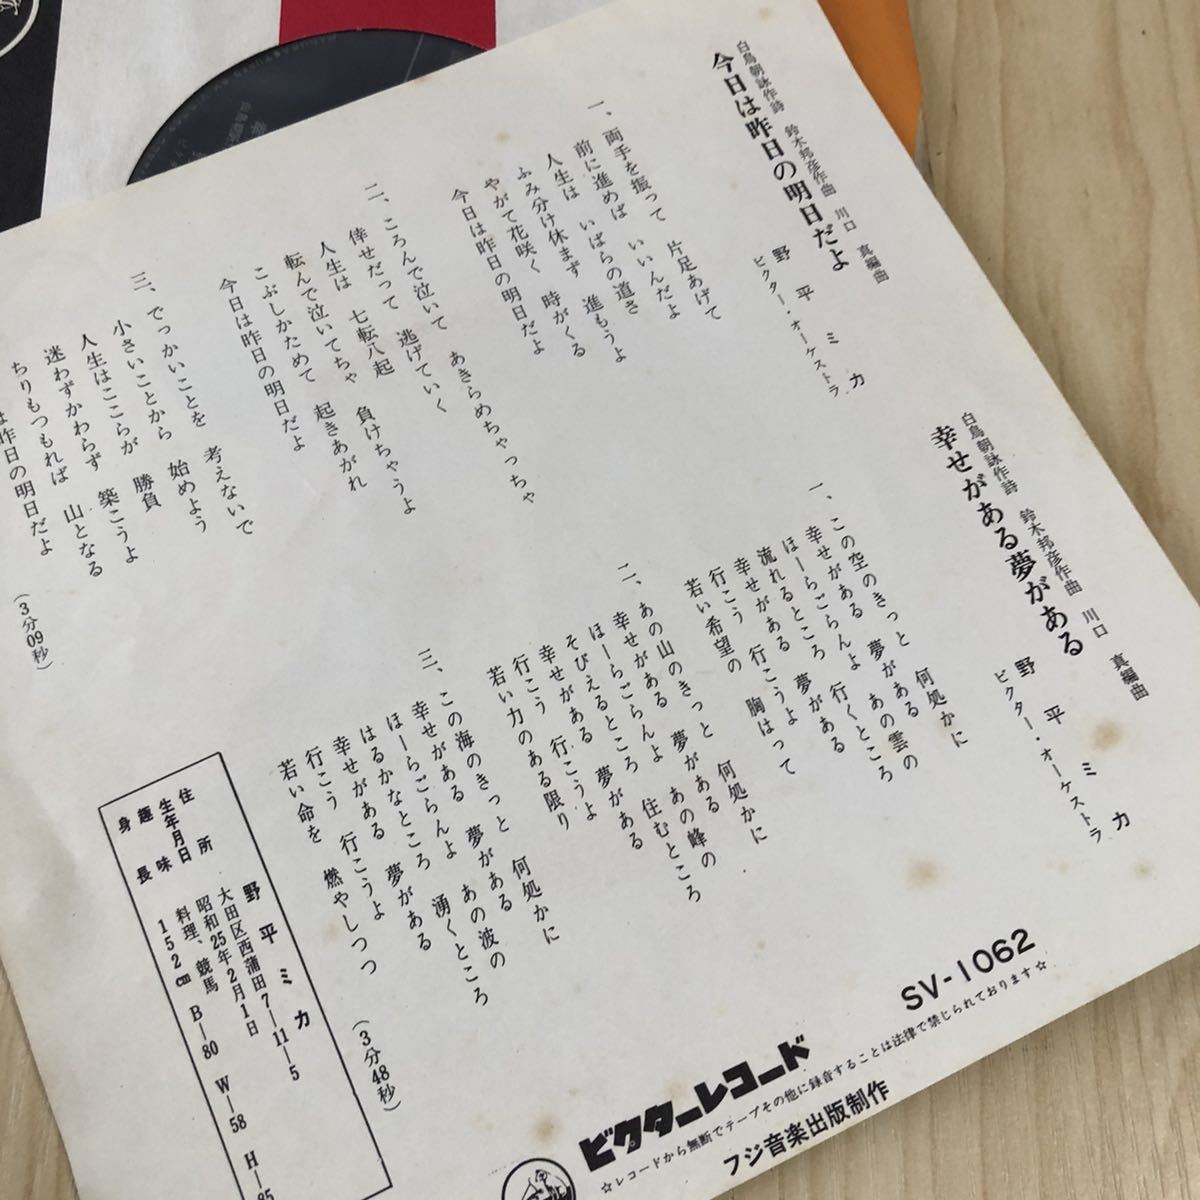 白鳥朝詠作詩 鈴木邦彦作曲 川口 真編曲
今日は昨日の明日だよ
野平ミカ
ビクター・オーケストラ
一、両手を振って 片足あげて
前に進めば いいんだよ
人生は いばらの道さ
ふみ分け休まず 進もうよ
やがて花咲く 時がくる
今日は昨日の明日だよ
二、ころんで泣いて あきらめちゃっちゃ
倖せだって 逃げていく
人生は 七転八起
転んで泣いてちゃ 負けちゃうよ
こぶしかためて 起きあがれ
今日は昨日の明日だよ
三、でっかいことを 考えないで
小さいことから 始めよう
人生はここらが 勝負
迷わずかわらず 築こうよ
ちりもつもれば 山となる
は昨日の明日だよ
(3分09秒)
白鳥朝詠作詩 鈴木邦彦作曲 川口 真編曲
幸せがある夢がある
野平ミカ
ビクター・オーケストラ
一、この空のきっと 何処かに
幸せがある 夢がある
ほーらごらんよ あの雲の
流れるところ 行くところ
幸せがある 夢がある
行こう 行こうよ
若い希望の 胸はって
二、あの山のきっと 何処かに
幸せがある 夢がある
ほーらごらんよ あの峰の
そびえるところ 住むところ
幸せがある 夢がある
行こう 行こうよ
若い力のある限り
三、この海のきっと 何処かに
幸せがある 夢がある
ほーらごらんよ あの波の
はるかなところ 湧くところ
幸せがある 夢がある
行こう 行こうよ
若い命を 燃やしつつ
(3分48秒)
野平ミカ
住所 大田区西蒲田7-11-5
生年月日 昭和25年2月1日
趣味 料理、競馬
身長 152cm B-80 W-58 H-85
SV-1062
ビクターレコード
☆レコードから無断でテープその他に録音することは法律で禁じられております☆
フジ音楽出版制作